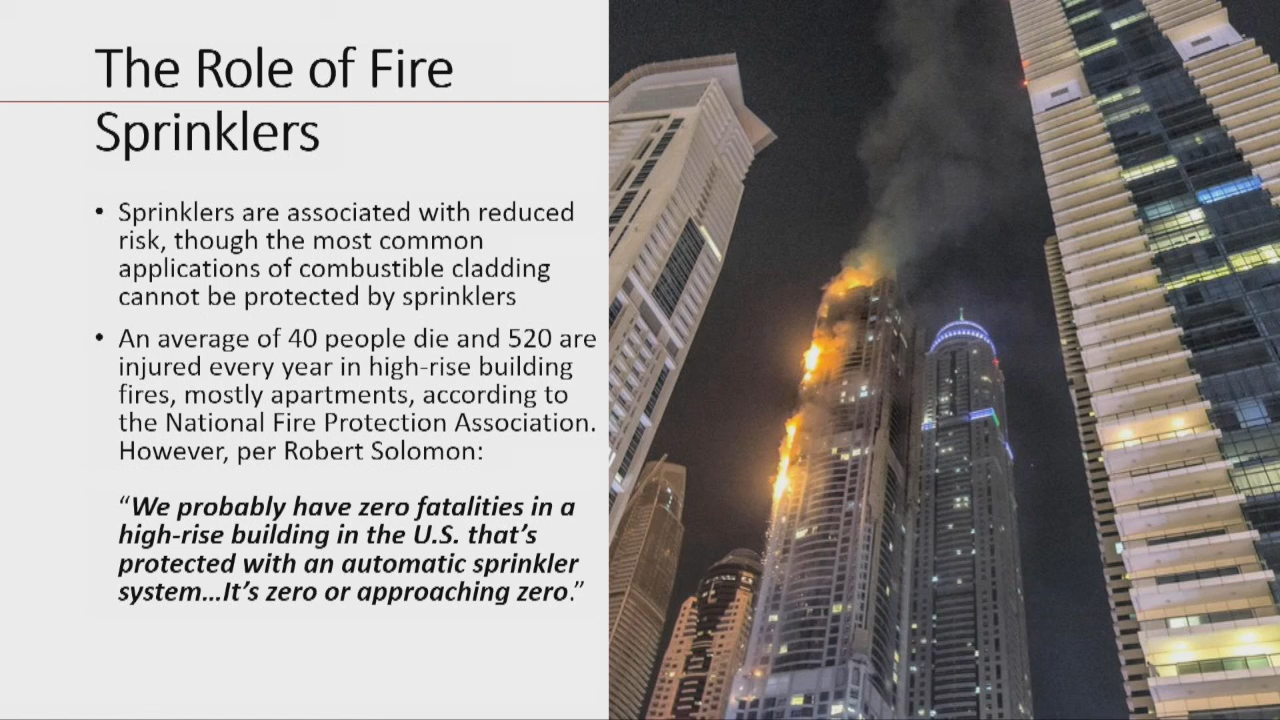 The Role of Fire
Sprinklers
• Sprinklers are associated with reduced
risk, though the most common
applications of combustible cladding
cannot be protected by sprinklers
• An average of 40 people die and 520 are
injured every year in high-rise building
fires, mostly apartments, according to
the National Fire Protection Association.
However, per Robert Solomon:
“We probably have zero fatalities in a
high-rise building in the U.S. that’s
protected with an automatic sprinkler
system...It’s zero or approaching zero.”